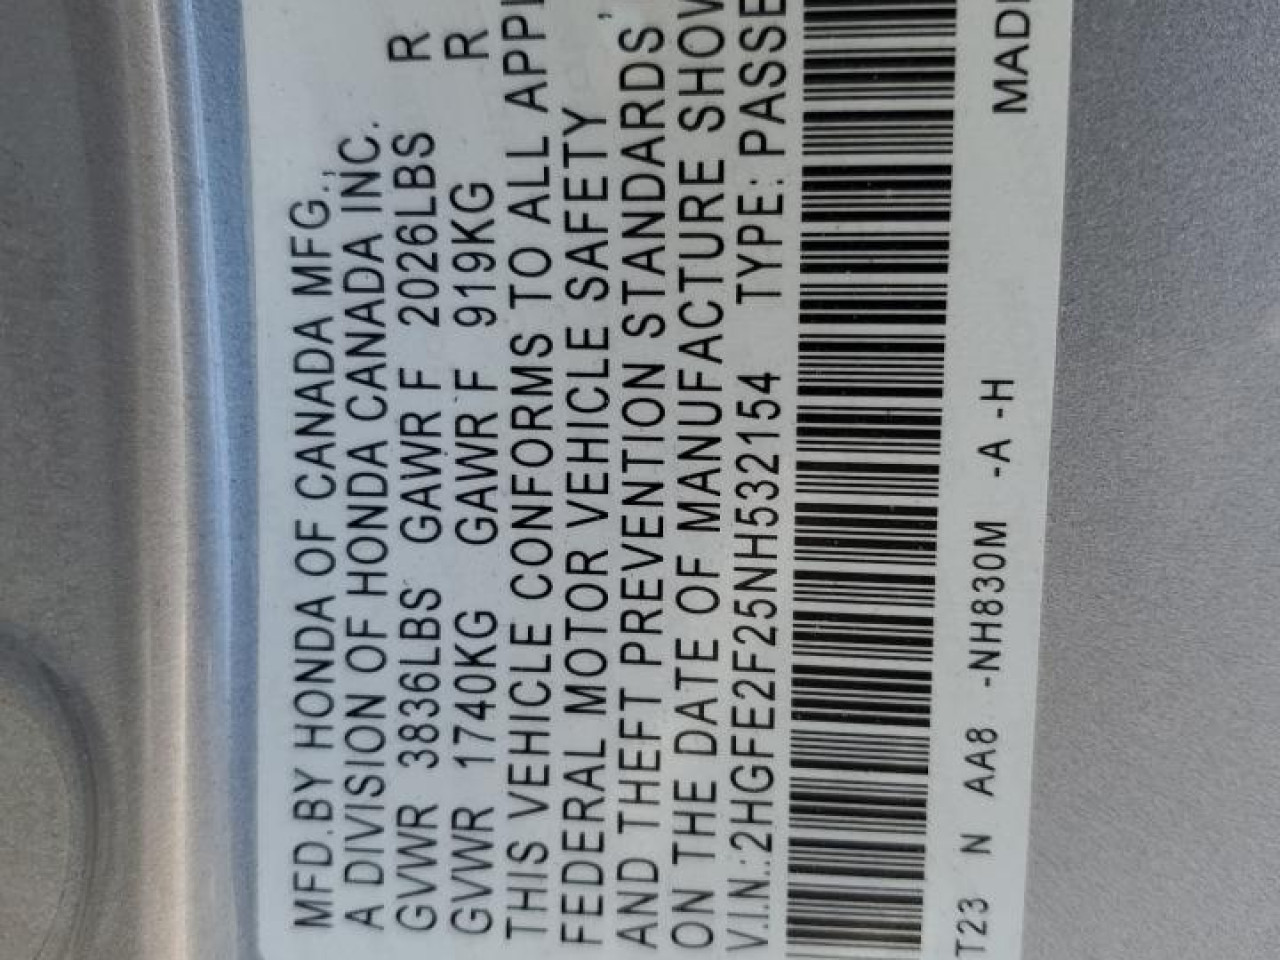 MFD.BY HONDA OF CANADA MFG.,
A DIVISION OF HONDA CANADA INC.
GVWR 3836LBS GAWR F 2026LBS R
GVWR 1740KG GAWR F 919KG R
THIS VEHICLE CONFORMS TO ALL APPL
FEDERAL MOTOR VEHICLE SAFETY
AND THEFT PREVENTION STANDARDS
ON THE DATE OF MANUFACTURE SHOW
V.I.N.:2HGFE2F25NH532154 TYPE: PASSE
T23 N AA8 -NH830M -A -H
MADE